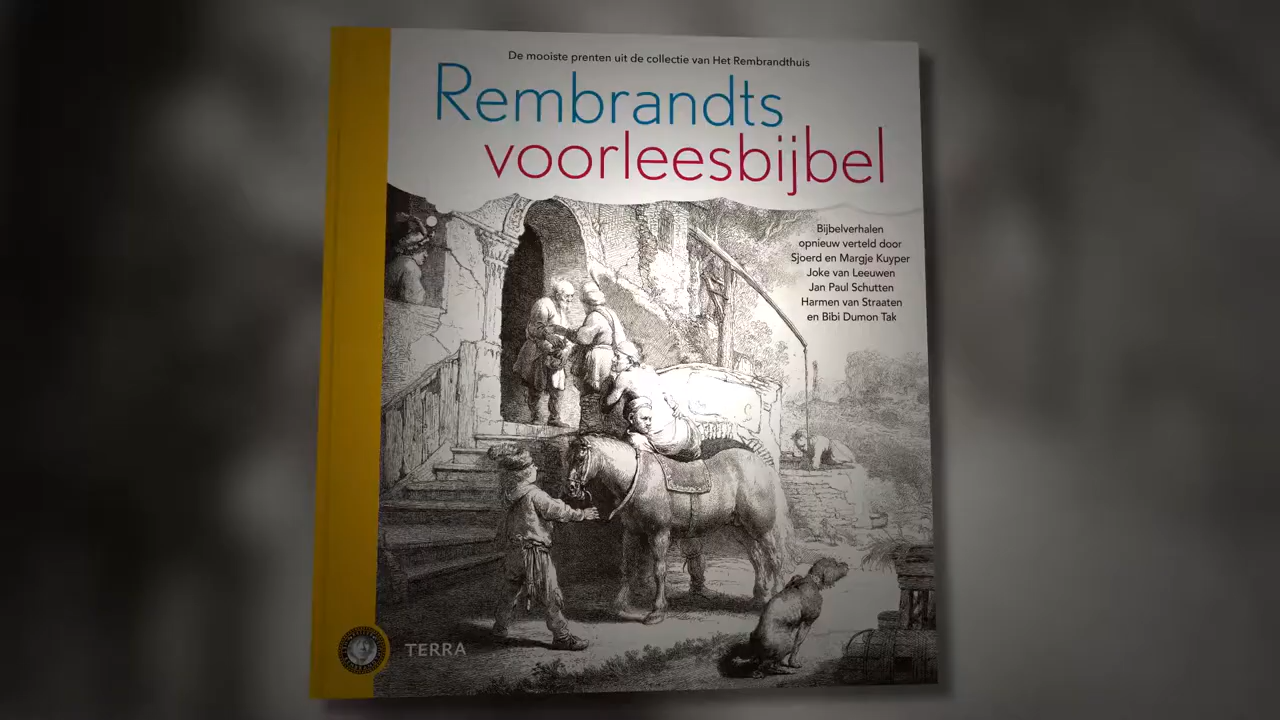 De mooiste prenten uit de collectie van Het Rembrandthuis
Rembrandts
voorleesbijbel
Bijbelverhalen
opnieuw verteld door
Sjoerd en Margje Kuyper
Joke van Leeuwen
Jan Paul Schutten
Harmen van Straaten
en Bibi Dumon Tak
TERRA